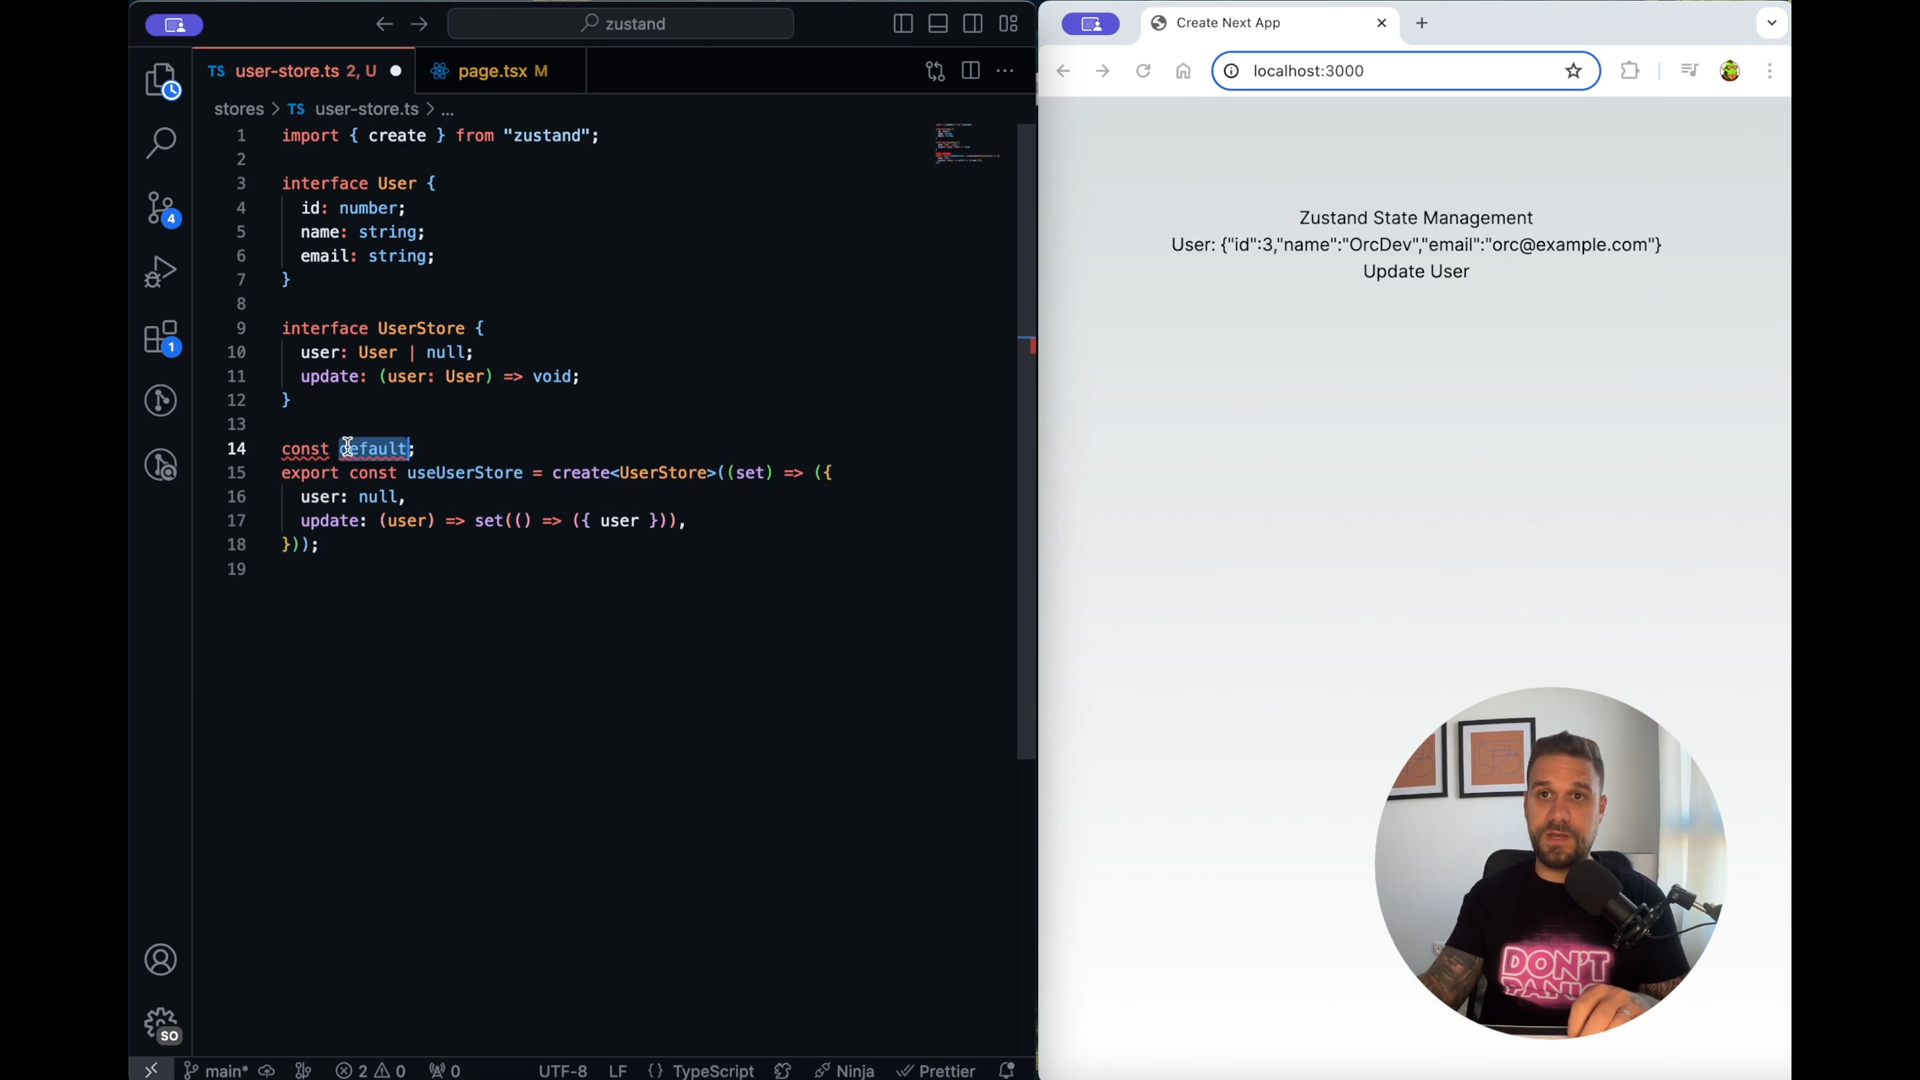 zustand
TS user-store.ts 2, U
page.tsx M
stores > TS user-store.ts > ...
1 import { create } from "zustand";
2
3 interface User {
4 id: number;
5 name: string;
6 email: string;
7 }
8
9 interface UserStore {
10 user: User | null;
11 update: (user: User) => void;
12 }
13
14 const default;
15 export const useUserStore = create<UserStore>((set) => ({
16 user: null,
17 update: (user) => set(() => ({ user })),
18 }));
19
4
1
SO
main*
2
0
0
UTF-8
LF
{} TypeScript
Ninja
Prettier
Create Next App
localhost:3000
Zustand State Management
User: {"id":3,"name":"OrcDev","email":"orc@example.com"}
Update User
DON'T
PANIC